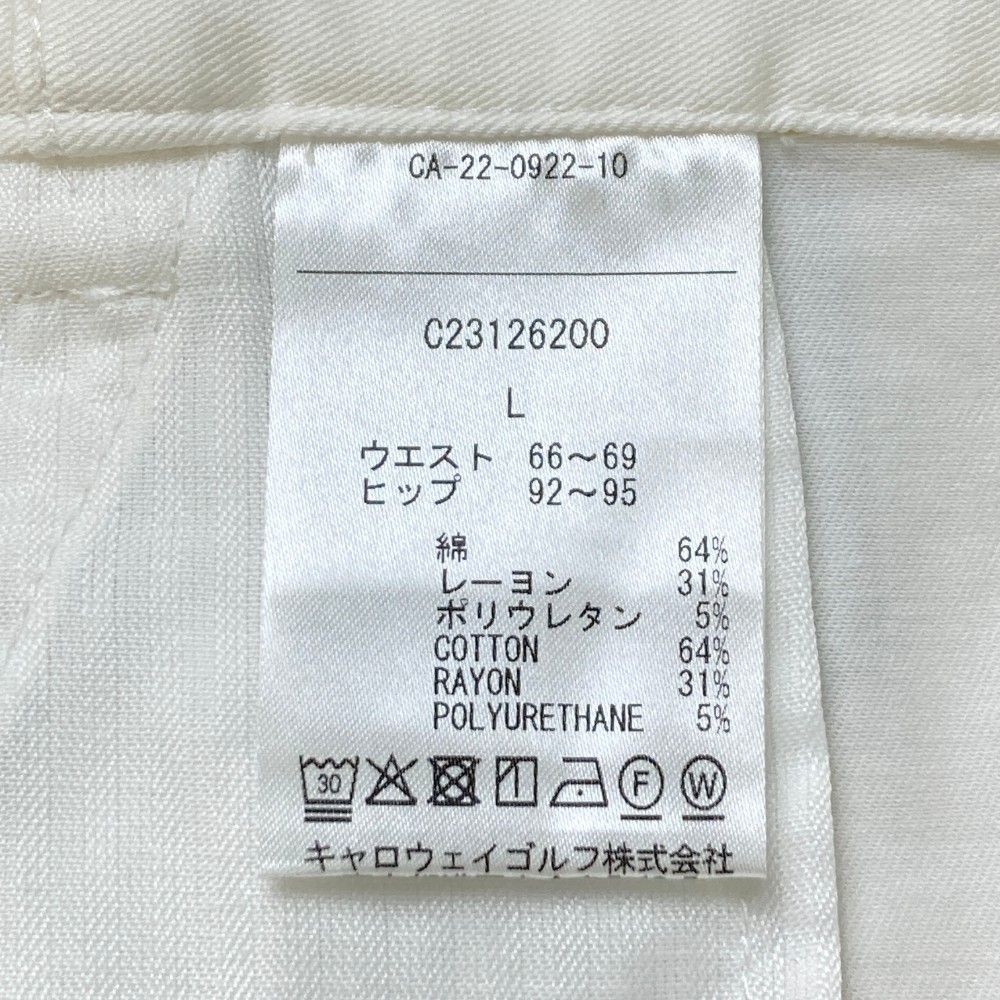 CA-22-0922-10
C23126200
L
ウエスト 66～69
ヒップ 92～95
綿 64%
レーヨン 31%
ポリウレタン 5%
COTTON 64%
RAYON 31%
POLYURETHANE 5%
30 F W
キャロウェイゴルフ株式会社